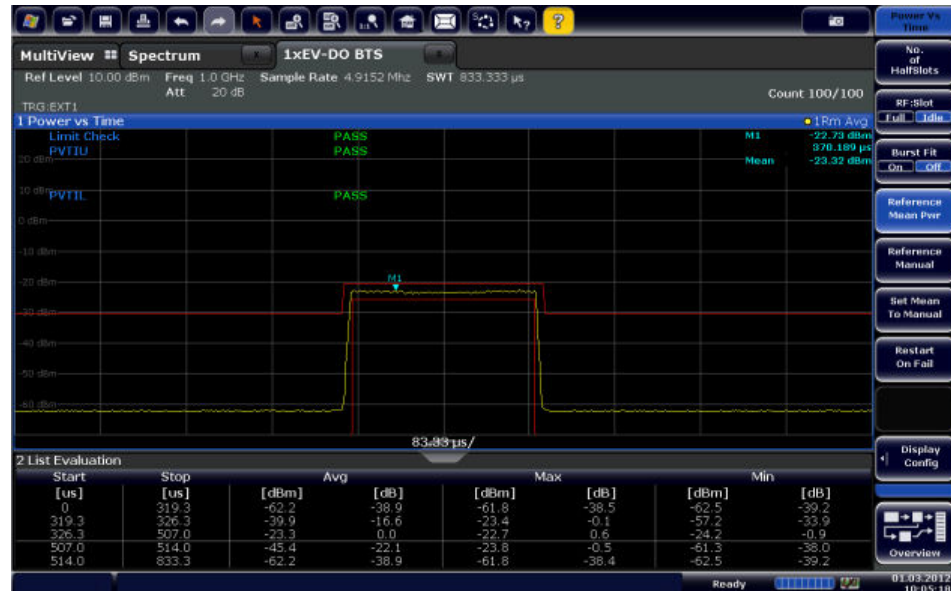 Power Vs Time
MultiView Spectrum 1xEV-DO BTS
Ref Level 10.00 dBm Freq 1.0 GHz Sample Rate 4.9152 Mhz SWT 833.333 µs
Att 20 dB Count 100/100
TRG:EXT1
1 Power vs Time 1Rm Avg
Limit Check PASS M1 -22.73 dBm
PVTIU PASS 370.189 µs
20 dBm Mean -23.32 dBm
10 dBm
PVTIL PASS
0 dBm
-10 dBm
-20 dBm
M1
-30 dBm
-40 dBm
-50 dBm
-60 dBm
83.33 µs/
2 List Evaluation
Start Stop Avg Max Min
[us] [us] [dBm] [dB] [dBm] [dB] [dBm] [dB]
0 319.3 -62.2 -38.9 -61.8 -38.5 -62.5 -39.2
319.3 326.3 -39.9 -16.6 -23.4 -0.1 -57.2 -33.9
326.3 507.0 -23.3 0.0 -22.7 0.6 -24.2 -0.9
507.0 514.0 -45.4 -22.1 -23.8 -0.5 -61.3 -38.0
514.0 833.3 -62.2 -38.9 -61.8 -38.4 -62.5 -39.2
No. of HalfSlots
RF:Slot
Full Idle
Burst Fit
On Off
Reference Mean Pwr
Reference Manual
Set Mean To Manual
Restart On Fail
Display Config
Overview
Ready
01.03.2012
10:05:18